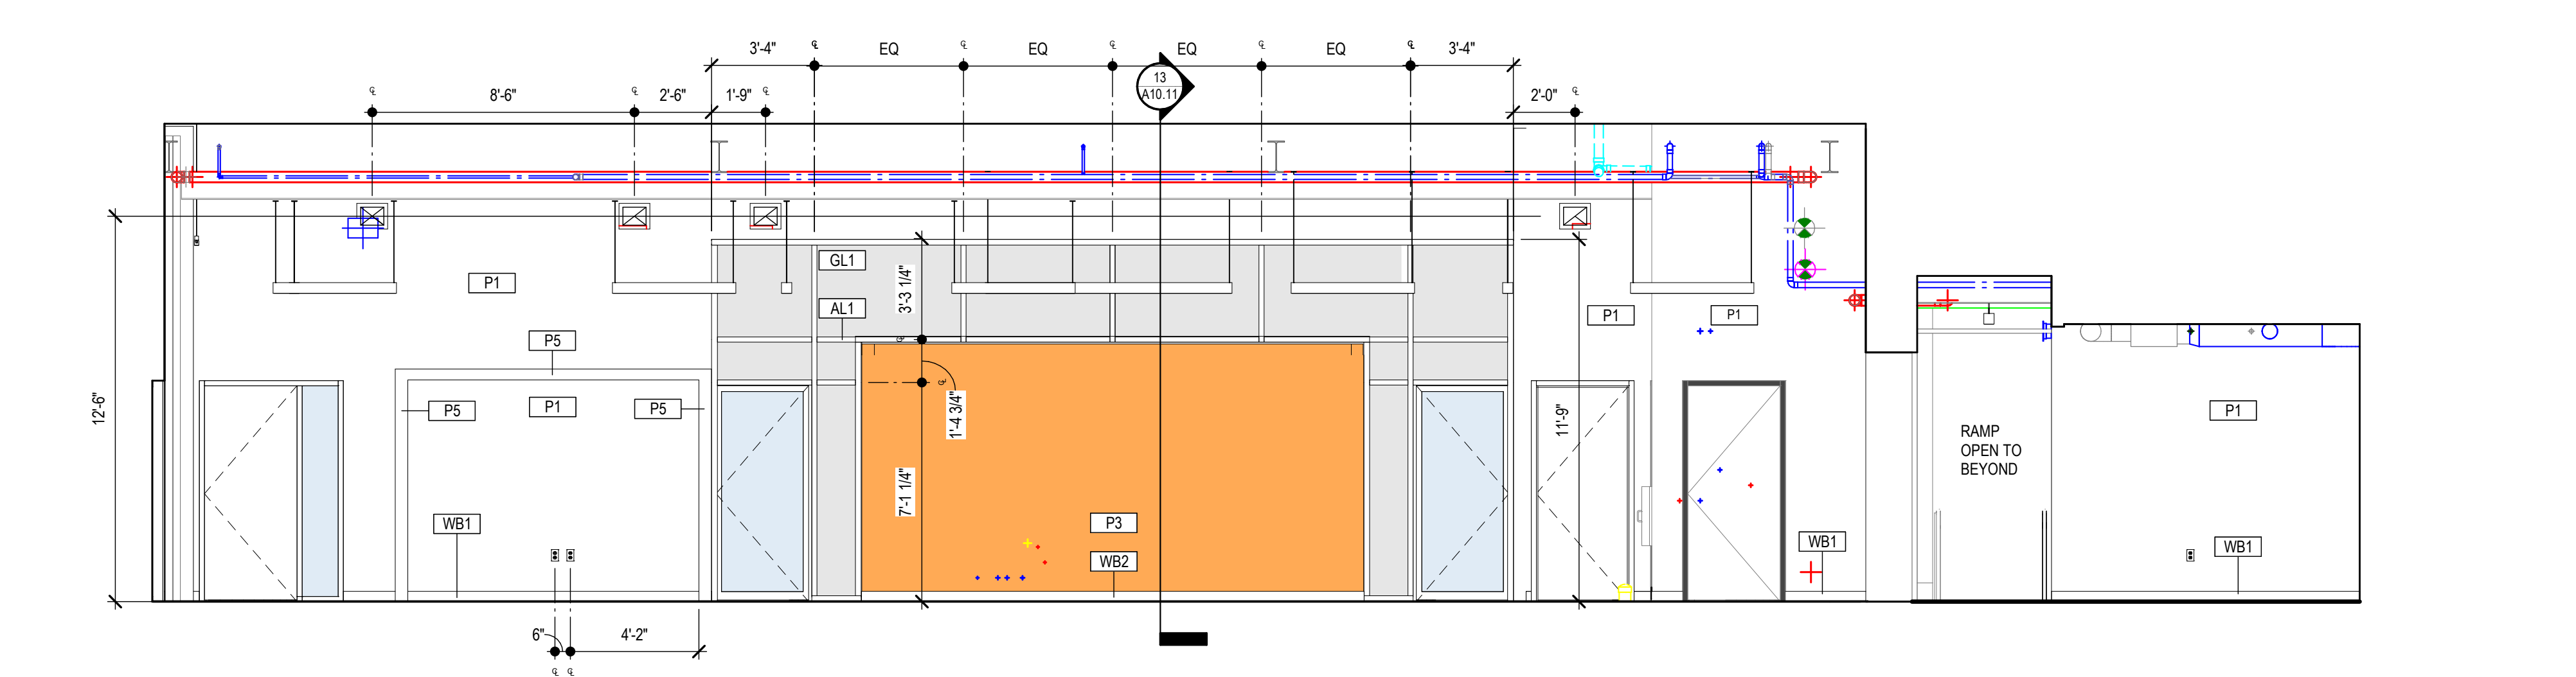 3'-4"
℄
EQ
℄
EQ
℄
EQ
℄
EQ
℄
3'-4"
13
A10.11
℄
8'-6"
℄
2'-6"
1'-9"
℄
2'-0"
℄
GL1
P1
3'-3 1/4"
AL1
P1
P1
P5
℄
℄
12'-6"
P5
P1
P5
1'-4 3/4"
11'-9"
P1
RAMP
OPEN TO
BEYOND
7'-1 1/4"
WB1
P3
WB1
WB1
WB2
6"
4'-2"
℄
℄